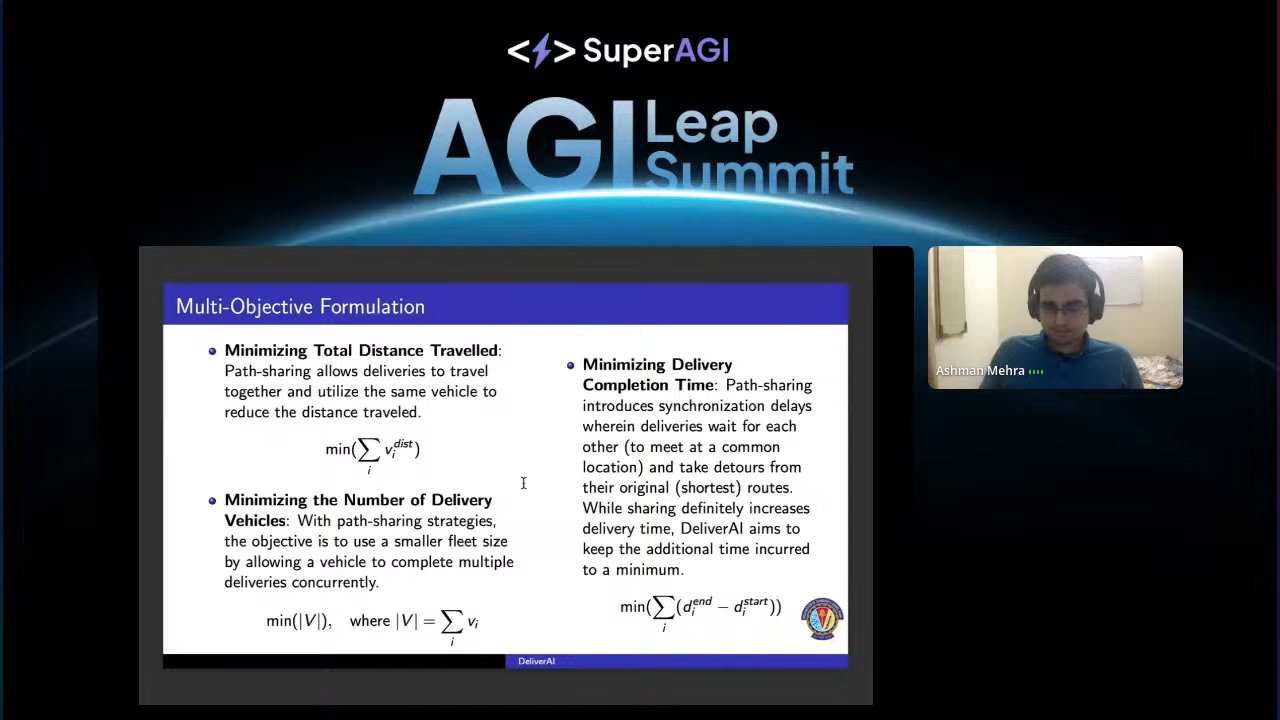 <⚡> SuperAGI
AGI Leap
Summit
Multi-Objective Formulation
Minimizing Total Distance Travelled:
Path-sharing allows deliveries to travel
together and utilize the same vehicle to
reduce the distance traveled.
min(∑_i v_i^{dist})
Minimizing the Number of Delivery
Vehicles: With path-sharing strategies,
the objective is to use a smaller fleet size
by allowing a vehicle to complete multiple
deliveries concurrently.
min(|V|), where |V| = ∑_i v_i
Minimizing Delivery
Completion Time: Path-sharing
introduces synchronization delays
wherein deliveries wait for each
other (to meet at a common
location) and take detours from
their original (shortest) routes.
While sharing definitely increases
delivery time, DeliverAI aims to
keep the additional time incurred
to a minimum.
min(∑_i (d_i^{end} − d_i^{start}))
DeliverAI
Ashman Mehra